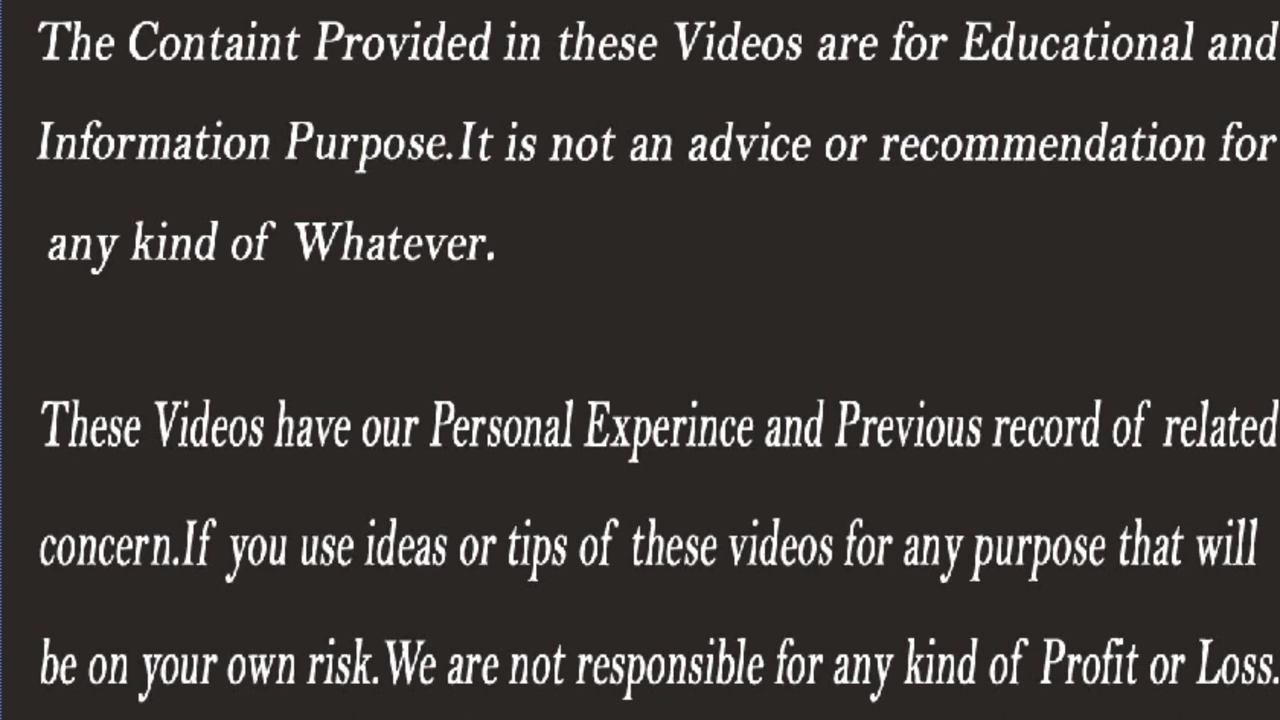 The Containt Provided in these Videos are for Educational and
Information Purpose.It is not an advice or recommendation for
any kind of Whatever.
These Videos have our Personal Experince and Previous record of related
concern.If you use ideas or tips of these videos for any purpose that will
be on your own risk.We are not responsible for any kind of Profit or Loss.